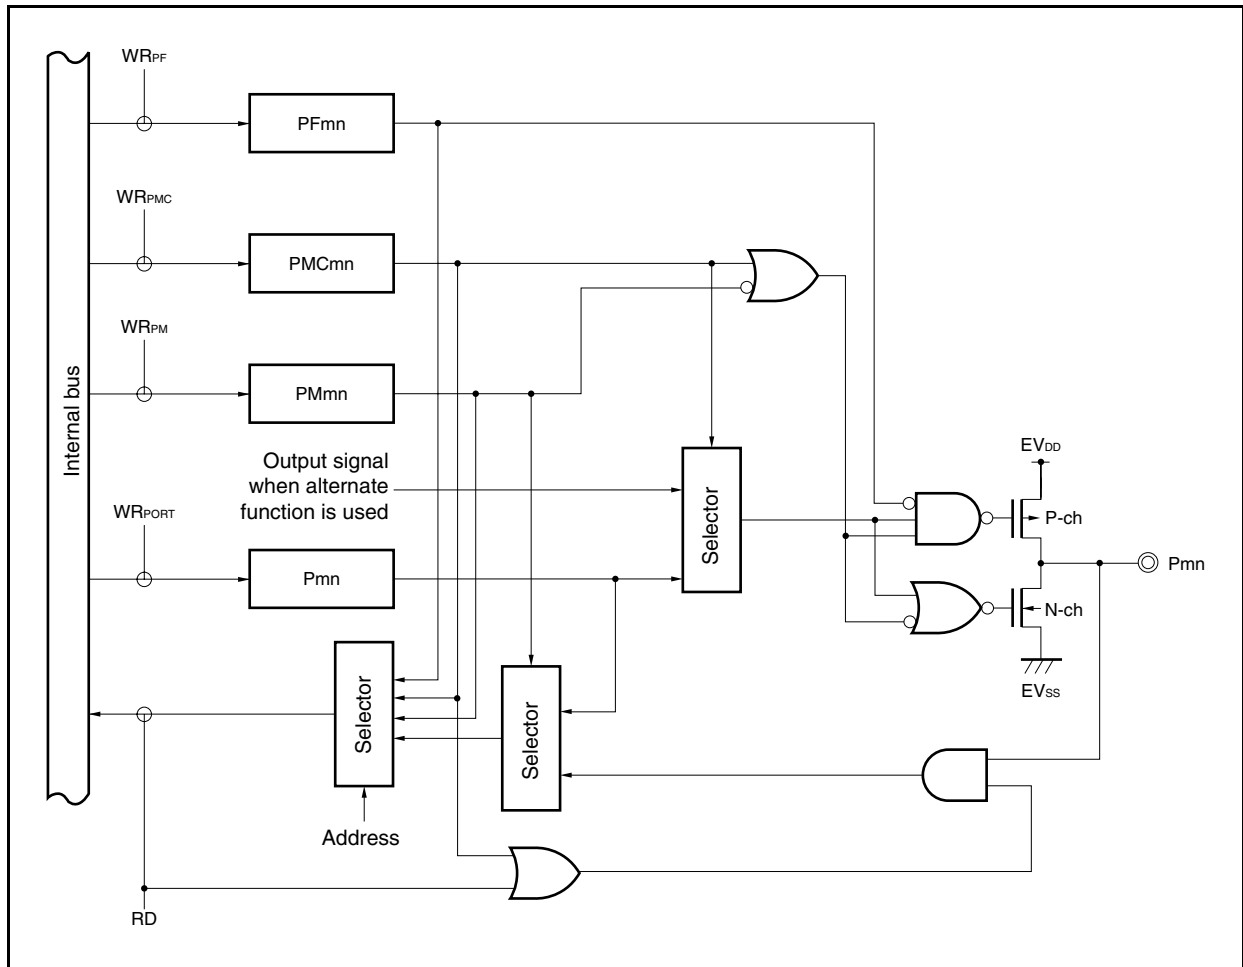 WRPF
PFmn
WRPMC
PMCmn
WRPM
PMmn
Internal bus
Output signal
when alternate
function is used
WRPORT
Pmn
Selector
EVDD
P-ch
Pmn
N-ch
EVSS
Selector
Selector
Address
RD